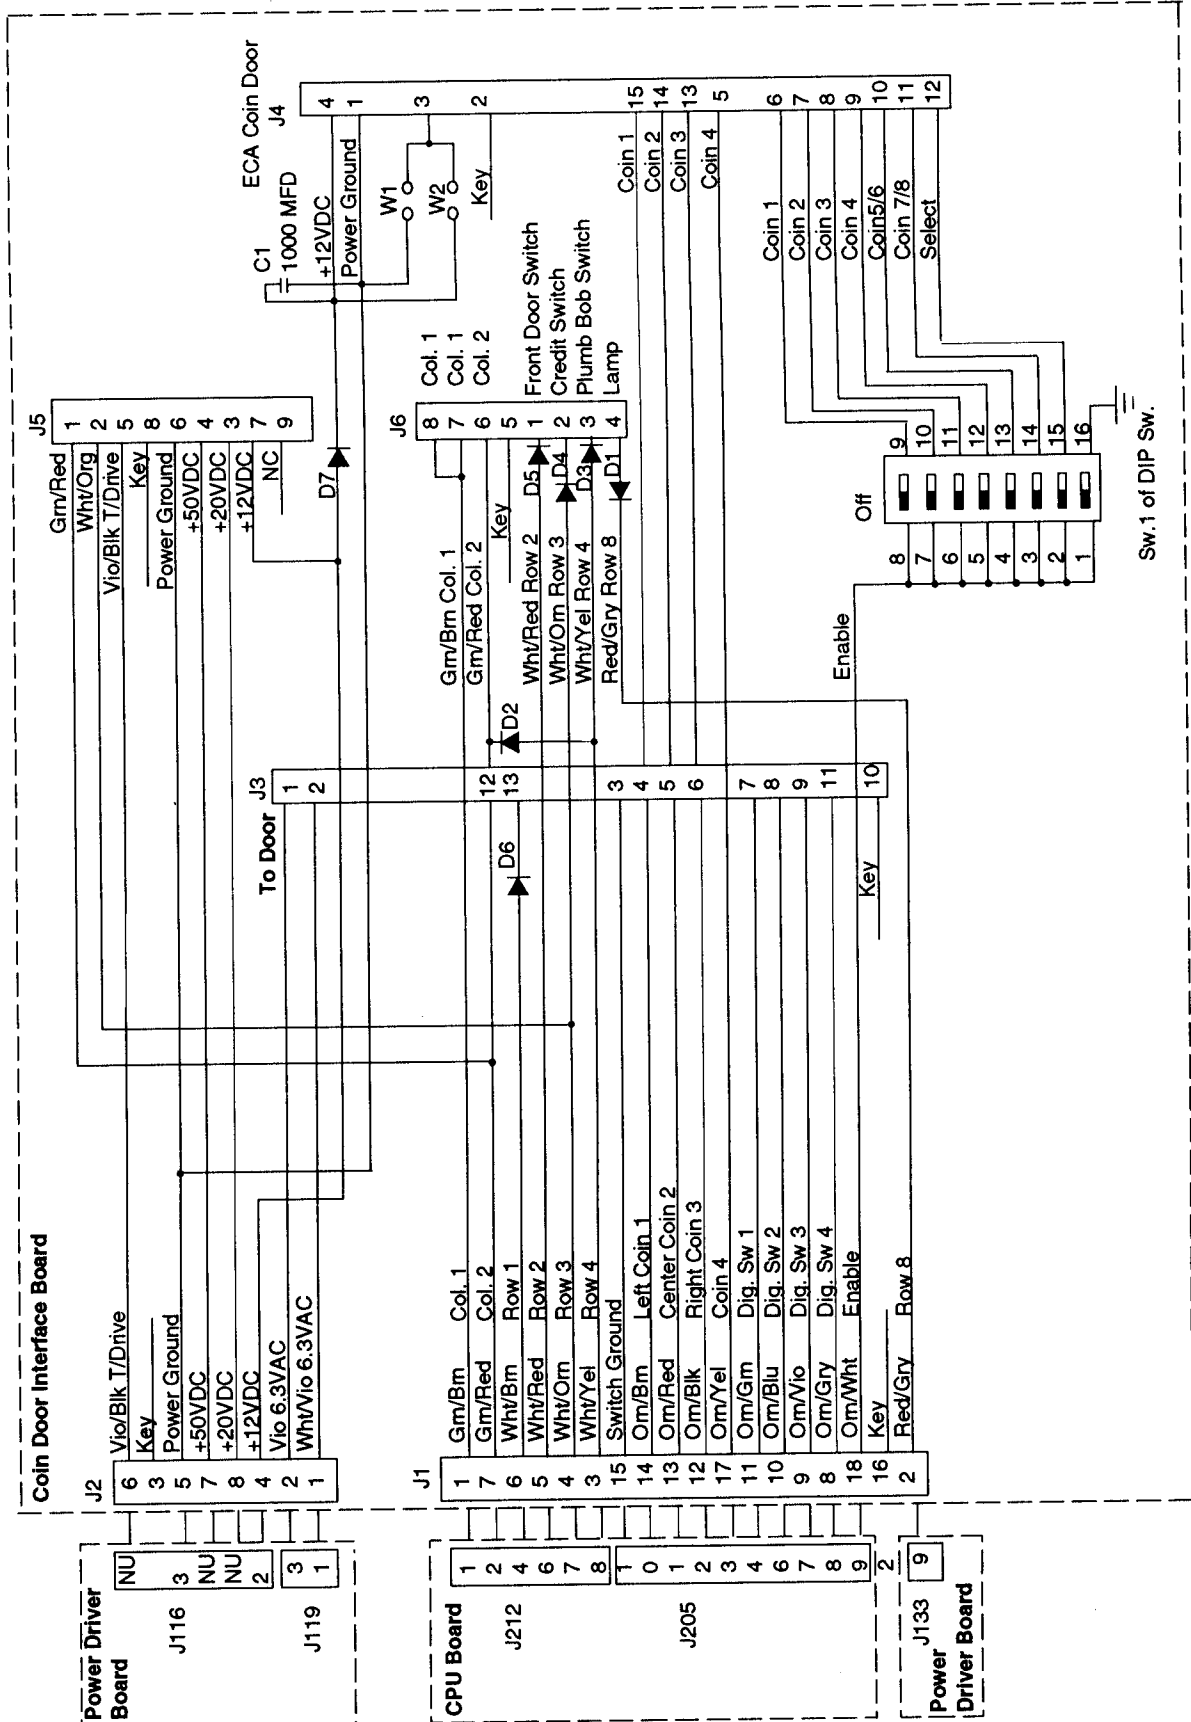 Coin Door Interface Board
Power Driver
Board
J116
NU
3
NU
NU
2
J119
3
1
J2
6 Vio/Blk T/Drive
3 Key
5 Power Ground
7 +50VDC
8 +20VDC
4 +12VDC
2 Vio 6.3VAC
1 Wht/Vio 6.3VAC
CPU Board
J212
1
2
4
6
7
8
J205
1
0
1
2
3
4
6
7
8
9
2
J133
9
Power
Driver Board
J1
1 Grn/Brn Col. 1
7 Grn/Red Col. 2
6 Wht/Brn Row 1
5 Wht/Red Row 2
4 Wht/Orn Row 3
3 Wht/Yel Row 4
15 Switch Ground
14 Orn/Brn Left Coin 1
13 Orn/Red Center Coin 2
12 Orn/Blk Right Coin 3
17 Orn/Yel Coin 4
11 Orn/Grn Dig. Sw 1
10 Orn/Blu Dig. Sw 2
9 Orn/Vio Dig. Sw 3
8 Orn/Gry Dig. Sw 4
18 Orn/Wht Enable
16 Key
2 Red/Gry Row 8
To Door
J3
1
2
12
13
3
4
5
6
7
8
9
11
10
Key
D6
D2
Grn/Brn Col. 1
Grn/Red Col. 2
Key
Wht/Red Row 2
Wht/Orn Row 3
Wht/Yel Row 4
Red/Gry Row 8
D5
D4
D3
D1
J6
8 Col. 1
7 Col. 1
6 Col. 2
5
1 Front Door Switch
2 Credit Switch
3 Plumb Bob Switch
4 Lamp
J5
Grn/Red 1
Wht/Org 2
Vio/Blk T/Drive 5
Key 8
Power Ground 6
+50VDC 4
+20VDC 3
+12VDC 7
NC 9
D7
C1
1000 MFD
ECA Coin Door
J4
+12VDC 4
Power Ground 1
W1
W2
3
Key 2
Coin 1 15
Coin 2 14
Coin 3 13
Coin 4 5
Coin 1 6
Coin 2 7
Coin 3 8
Coin 4 9
Coin5/6 10
Coin 7/8 11
Select 12
Enable
Off
8 9
7 10
6 11
5 12
4 13
3 14
2 15
1 16
Sw.1 of DIP Sw.